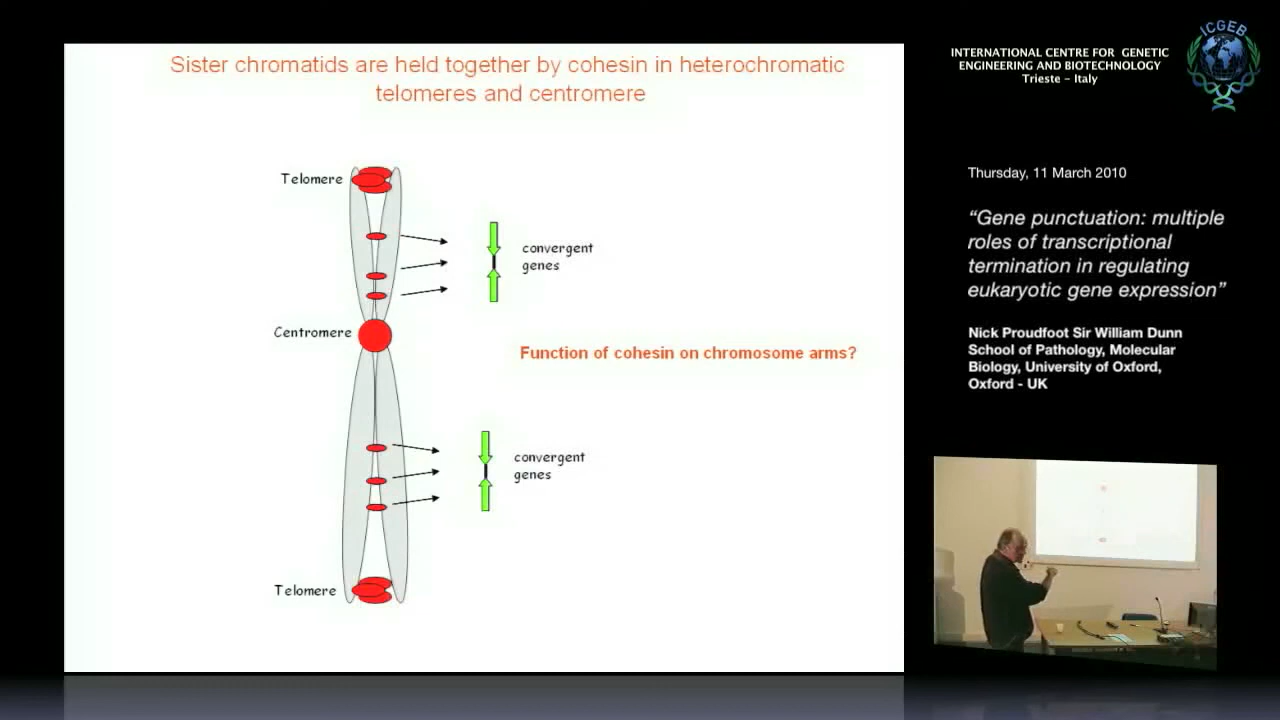 Sister chromatids are held together by cohesin in heterochromatic
telomeres and centromere
Telomere
convergent
genes
Centromere
Function of cohesin on chromosome arms?
convergent
genes
Telomere
INTERNATIONAL CENTRE FOR GENETIC
ENGINEERING AND BIOTECHNOLOGY
Trieste - Italy
ICGEB
Thursday, 11 March 2010
“Gene punctuation: multiple
roles of transcriptional
termination in regulating
eukaryotic gene expression”
Nick Proudfoot Sir William Dunn
School of Pathology, Molecular
Biology, University of Oxford,
Oxford - UK